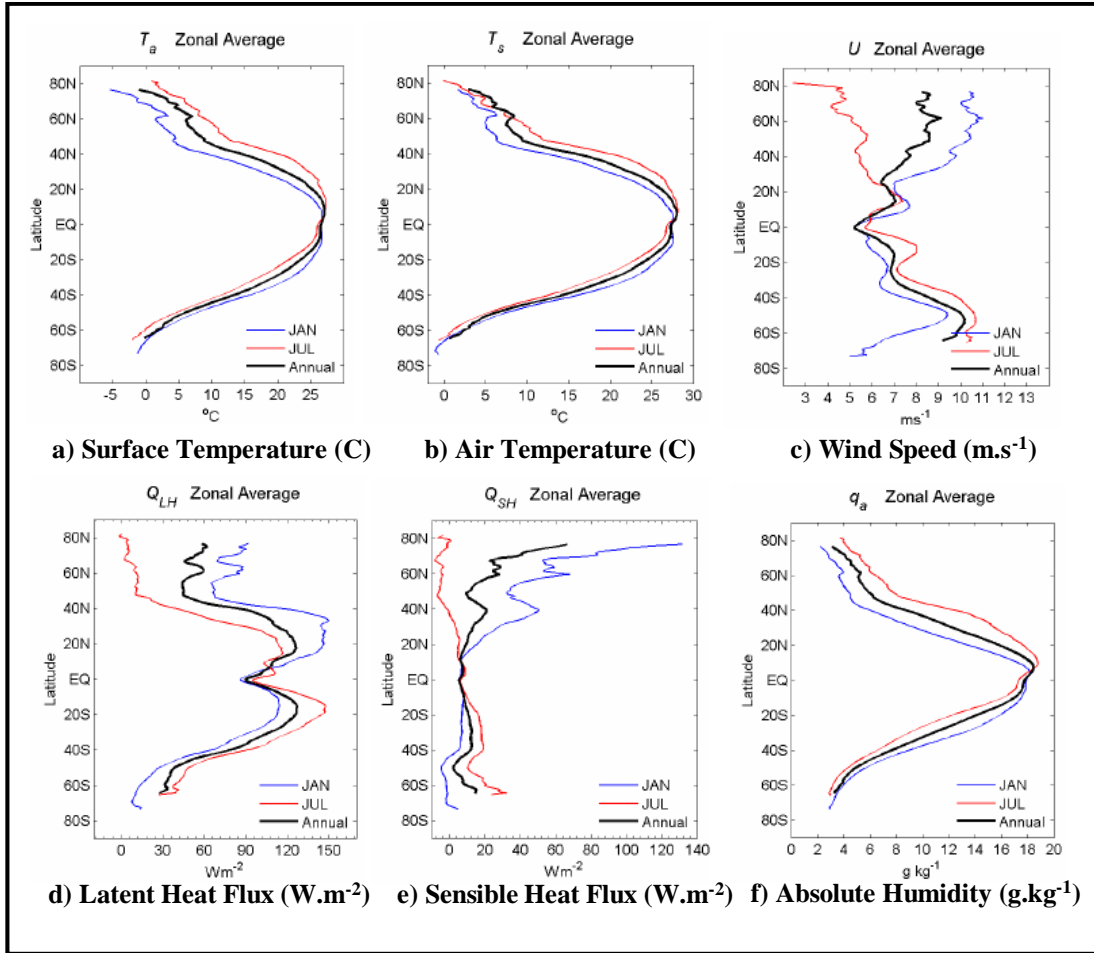 T_a Zonal Average
80N
60N
40N
20N
EQ
20S
40S
60S
80S
Latitude
JAN
JUL
Annual
-5 0 5 10 15 20 25
°C
a) Surface Temperature (C)
T_s Zonal Average
80N
60N
40N
20N
EQ
20S
40S
60S
80S
Latitude
JAN
JUL
Annual
0 5 10 15 20 25 30
°C
b) Air Temperature (C)
U Zonal Average
80N
60N
40N
20N
EQ
20S
40S
60S
80S
Latitude
JAN
JUL
Annual
3 4 5 6 7 8 9 10 11 12 13
ms⁻¹
c) Wind Speed (m.s⁻¹)
Q_LH Zonal Average
80N
60N
40N
20N
EQ
20S
40S
60S
80S
Latitude
JAN
JUL
Annual
0 30 60 90 120 150
Wm⁻²
d) Latent Heat Flux (W.m⁻²)
Q_SH Zonal Average
80N
60N
40N
20N
EQ
20S
40S
60S
80S
Latitude
JAN
JUL
Annual
0 20 40 60 80 100 120 140
Wm⁻²
e) Sensible Heat Flux (W.m⁻²)
q_a Zonal Average
80N
60N
40N
20N
EQ
20S
40S
60S
80S
Latitude
JAN
JUL
Annual
0 2 4 6 8 10 12 14 16 18 20
g kg⁻¹
f) Absolute Humidity (g.kg⁻¹)